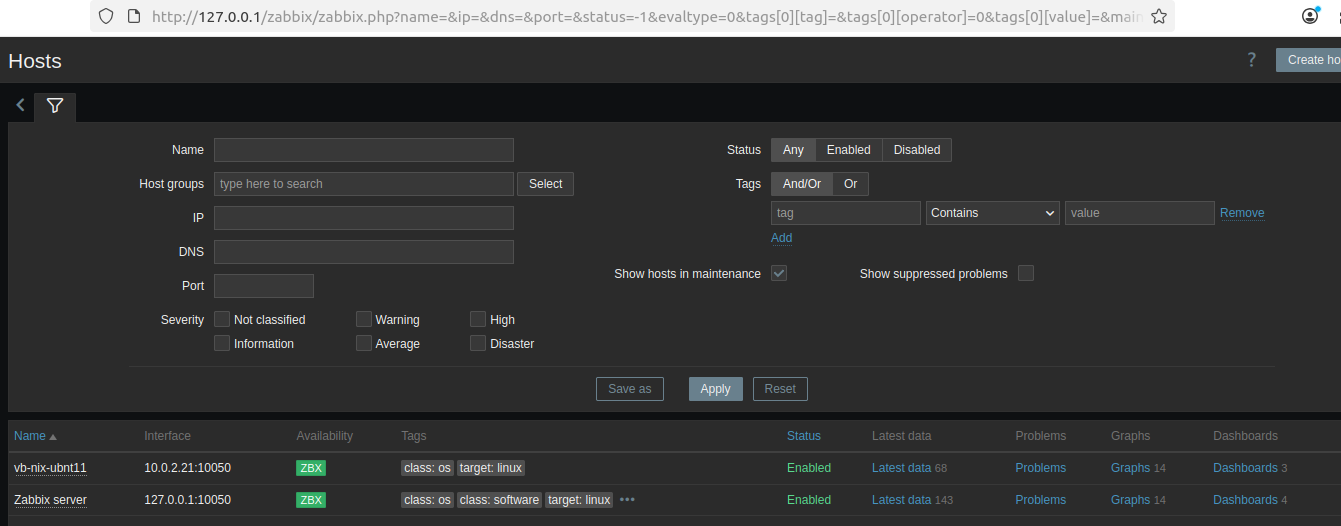 http://127.0.0.1/zabbix/zabbix.php?name=&ip=&dns=&port=&status=-1&evaltype=0&tags[0][tag]=&tags[0][operator]=0&tags[0][value]=&main
Hosts
? Create ho
Name
Status Any Enabled Disabled
Host groups type here to search Select
Tags And/Or Or
IP
tag Contains value Remove
DNS
Add
Show hosts in maintenance Show suppressed problems
Port
Severity Not classified Warning High
Information Average Disaster
Save as Apply Reset
Name Interface Availability Tags Status Latest data Problems Graphs Dashboards
vb-nix-ubnt11 10.0.2.21:10050 ZBX class: os target: linux Enabled Latest data 68 Problems Graphs 14 Dashboards 3
Zabbix server 127.0.0.1:10050 ZBX class: os class: software target: linux ••• Enabled Latest data 143 Problems Graphs 14 Dashboards 4